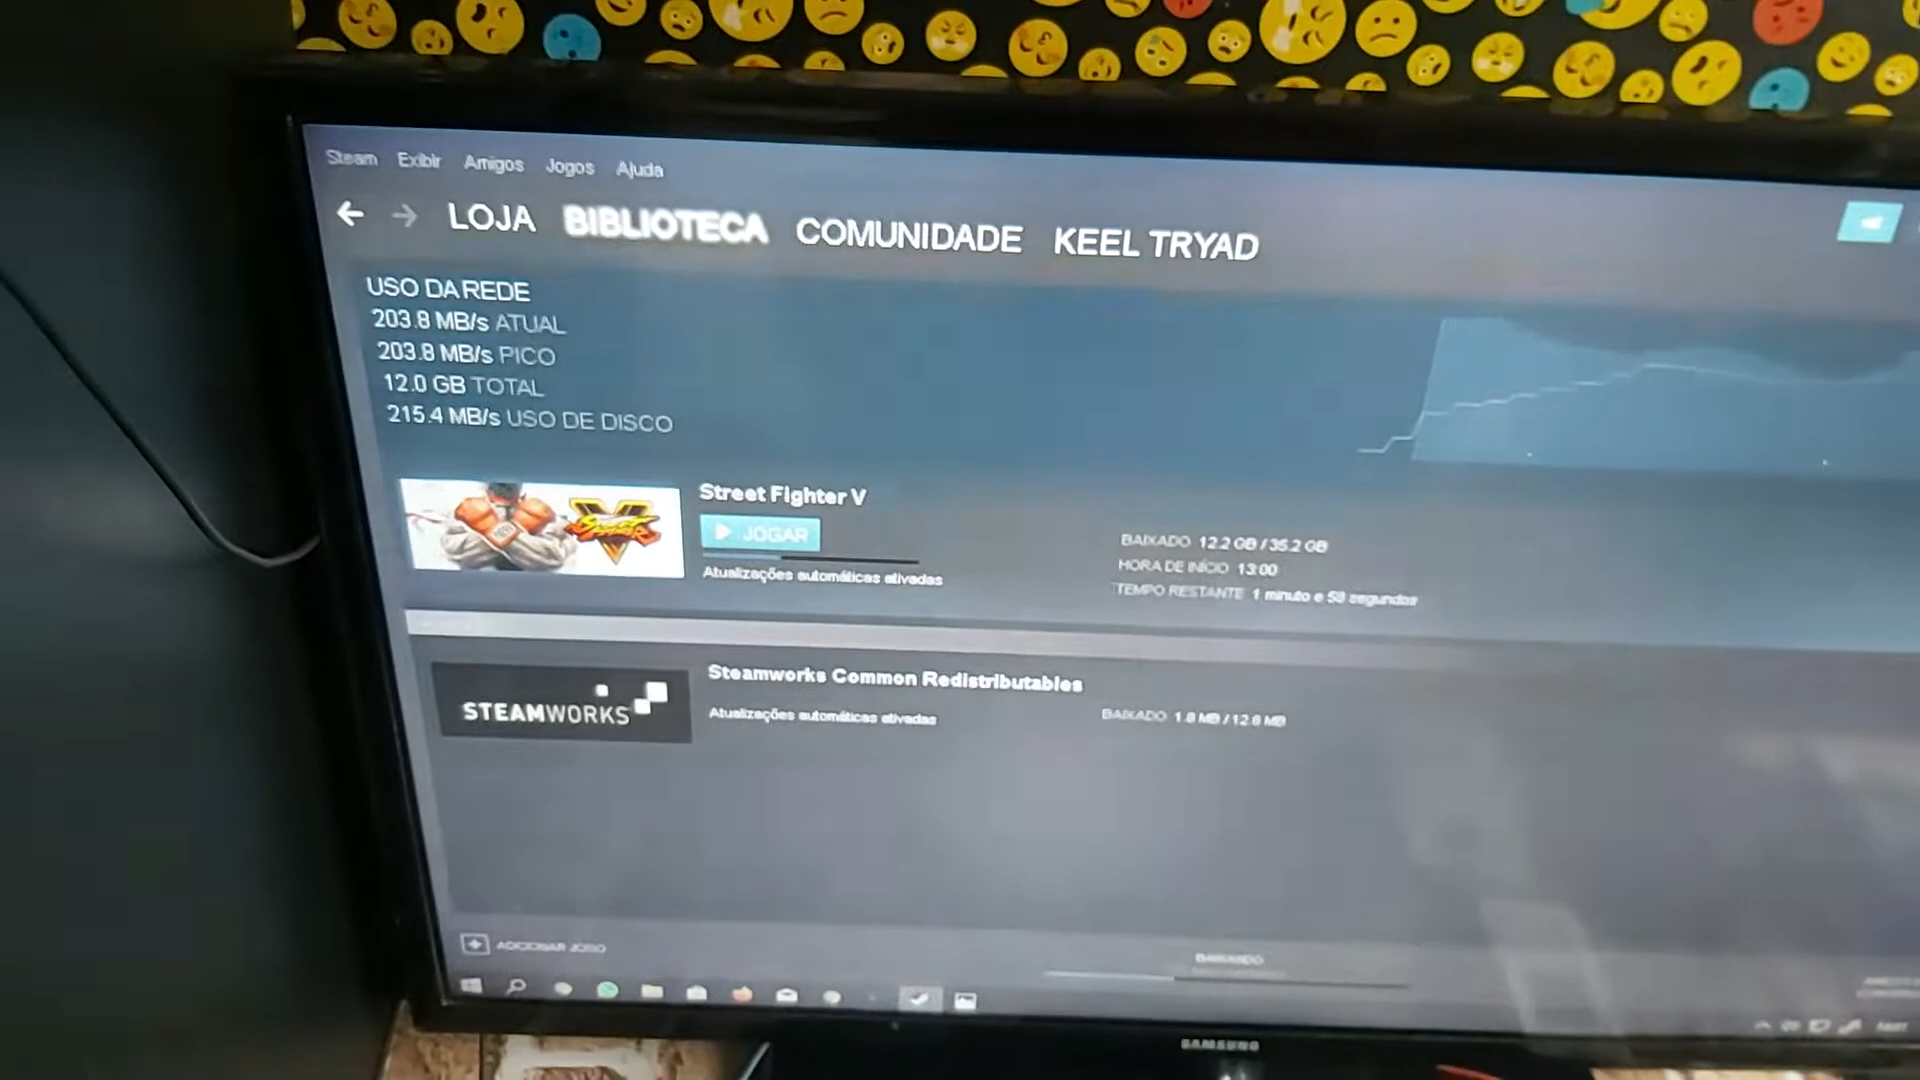 Steam Exibir Amigos Jogos Ajuda
LOJA BIBLIOTECA COMUNIDADE KEEL TRYAD
USO DA REDE
203.8 MB/s ATUAL
203.8 MB/s PICO
12.0 GB TOTAL
215.4 MB/s USO DE DISCO
Street Fighter V
JOGAR
Atualizações automáticas ativadas
BAIXADO 12.2 GB / 35.2 GB
HORA DE INÍCIO 13:00
TEMPO RESTANTE 1 minuto e 58 segundos
STEAMWORKS
Steamworks Common Redistributables
Atualizações automáticas ativadas
BAIXADO 1.8 MB / 12.8 MB
ADICIONAR JOGO
BAIXANDO
SAMSUNG